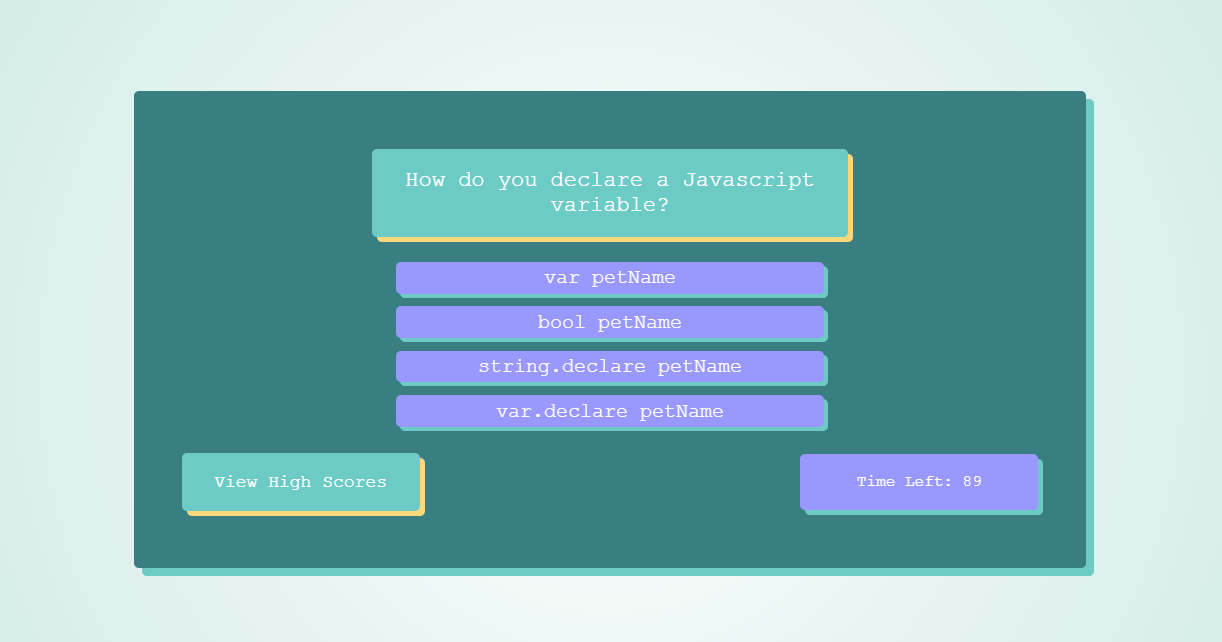 How do you declare a Javascript
variable?
var petName
bool petName
string.declare petName
var.declare petName
View High Scores
Time Left: 89